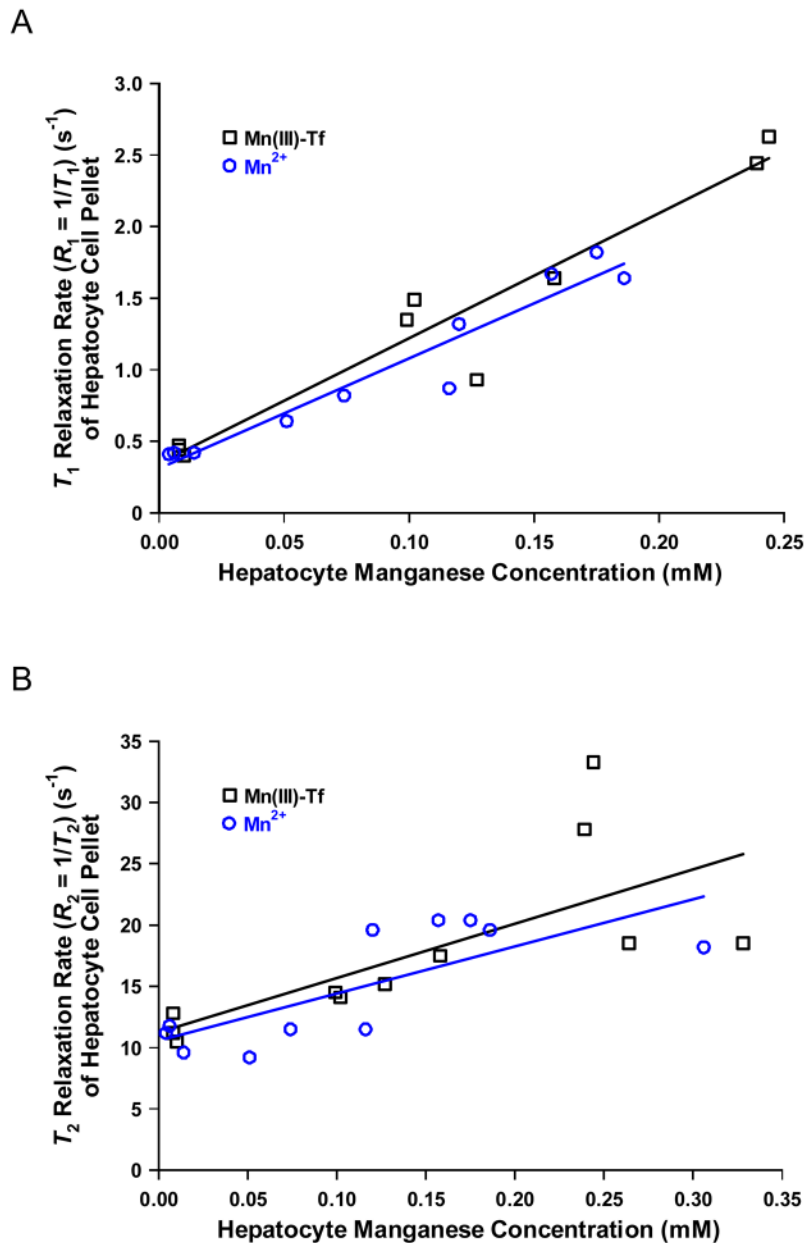 A
T1 Relaxation Rate (R1 = 1/T1) (s-1)
of Hepatocyte Cell Pellet
3.0
2.5
2.0
1.5
1.0
0.5
0
Mn(III)-Tf
Mn2+
0.00 0.05 0.10 0.15 0.20 0.25
Hepatocyte Manganese Concentration (mM)
B
T2 Relaxation Rate (R2 = 1/T2) (s-1)
of Hepatocyte Cell Pellet
35
30
25
20
15
10
5
0
Mn(III)-Tf
Mn2+
0.00 0.05 0.10 0.15 0.20 0.25 0.30 0.35
Hepatocyte Manganese Concentration (mM)